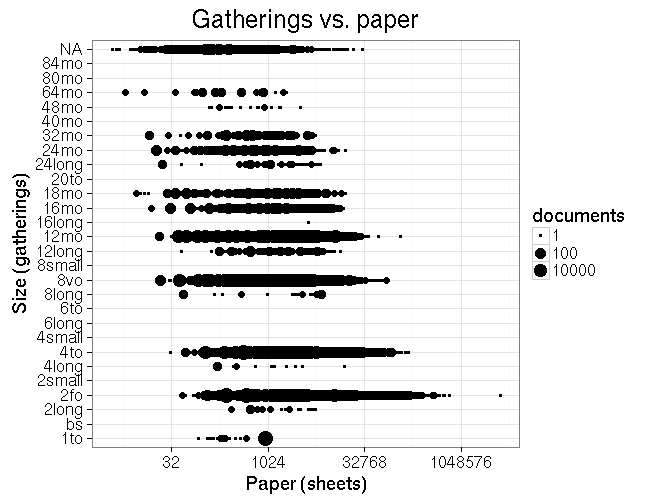 Gatherings vs. paper
NA
84mo
80mo
64mo
48mo
40mo
32mo
24mo
24long
20to
18mo
16mo
16long
12mo
12long
8small
8vo
8long
6to
6long
4small
4to
4long
2small
2fo
2long
bs
1to
Size (gatherings)
32 1024 32768 1048576
Paper (sheets)
documents
1
100
10000